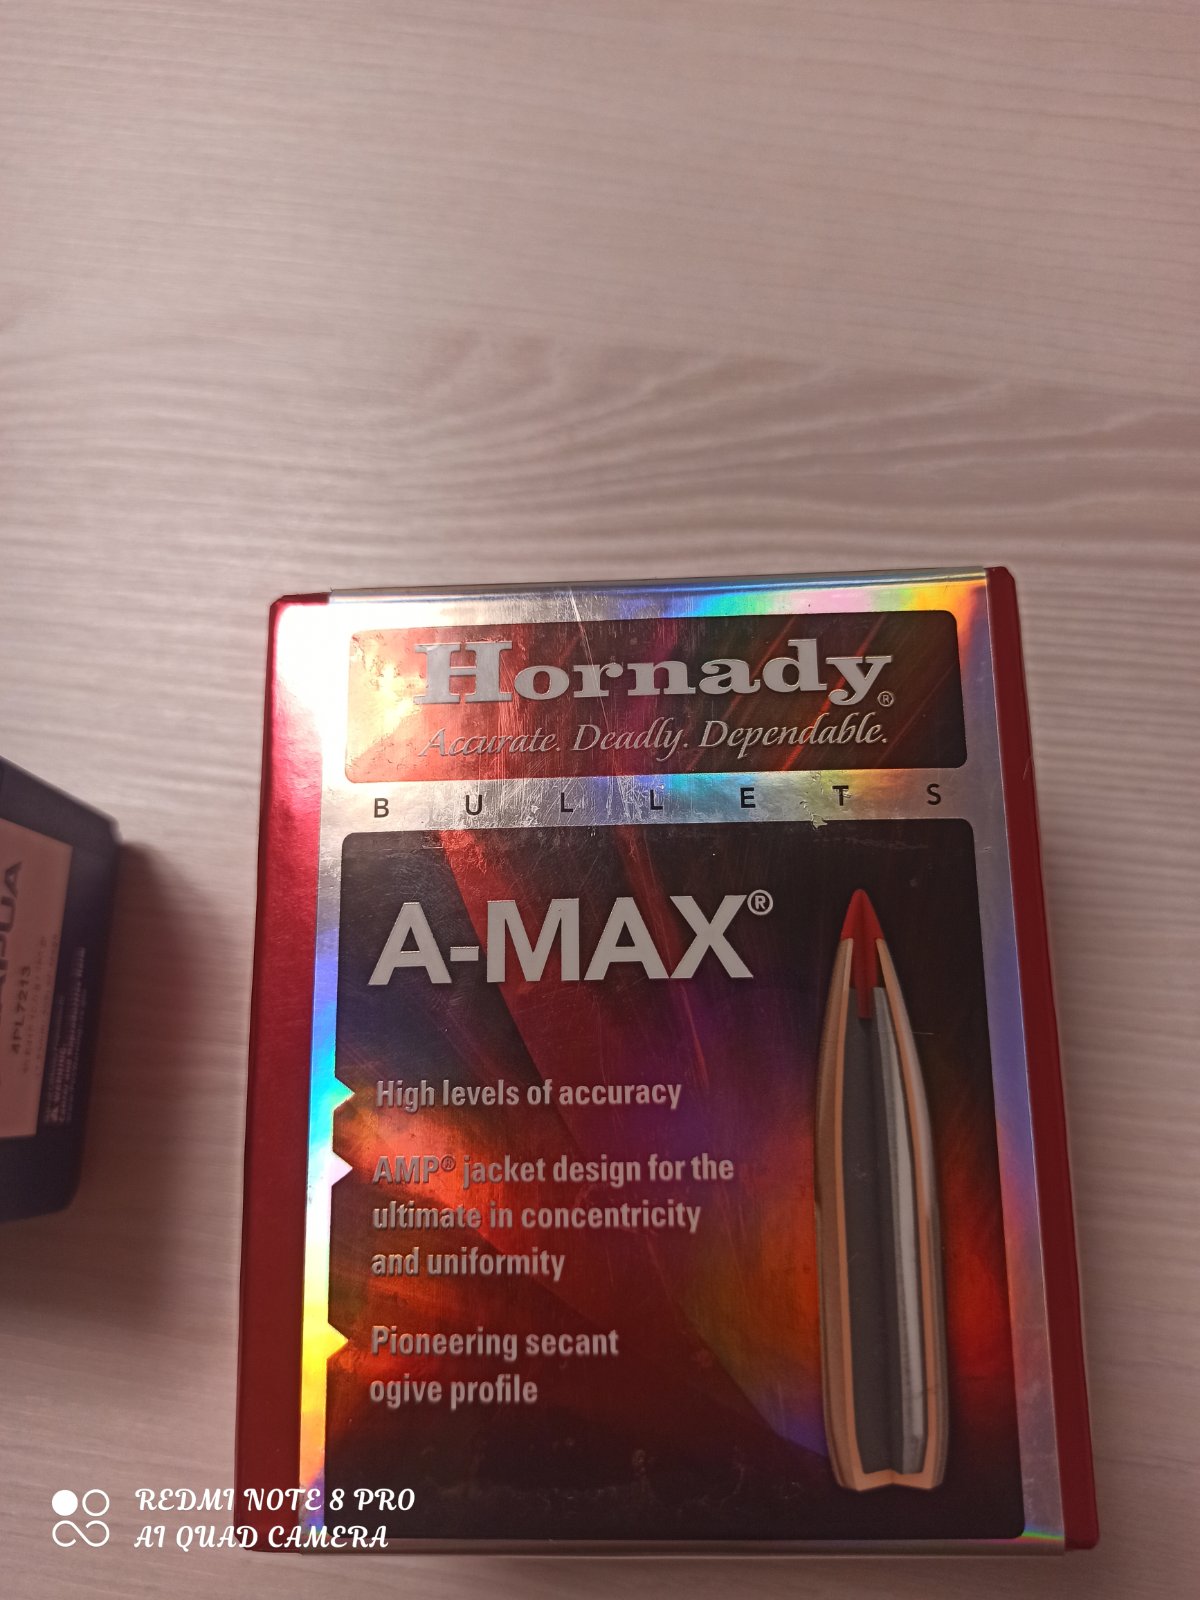 Hornady®
Accurate. Deadly. Dependable.
BULLETS
A-MAX®
High levels of accuracy
AMP® jacket design for the
ultimate in concentricity
and uniformity
Pioneering secant
ogive profile
4PL7213
REDMI NOTE 8 PRO
AI QUAD CAMERA